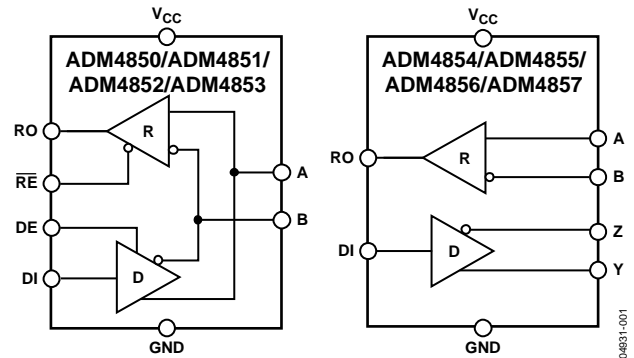 VCC
ADM4850/ADM4851/
ADM4852/ADM4853
RO
R
RE
A
B
DE
DI
D
GND
VCC
ADM4854/ADM4855/
ADM4856/ADM4857
RO
R
A
B
Z
DI
D
Y
GND
04931-001